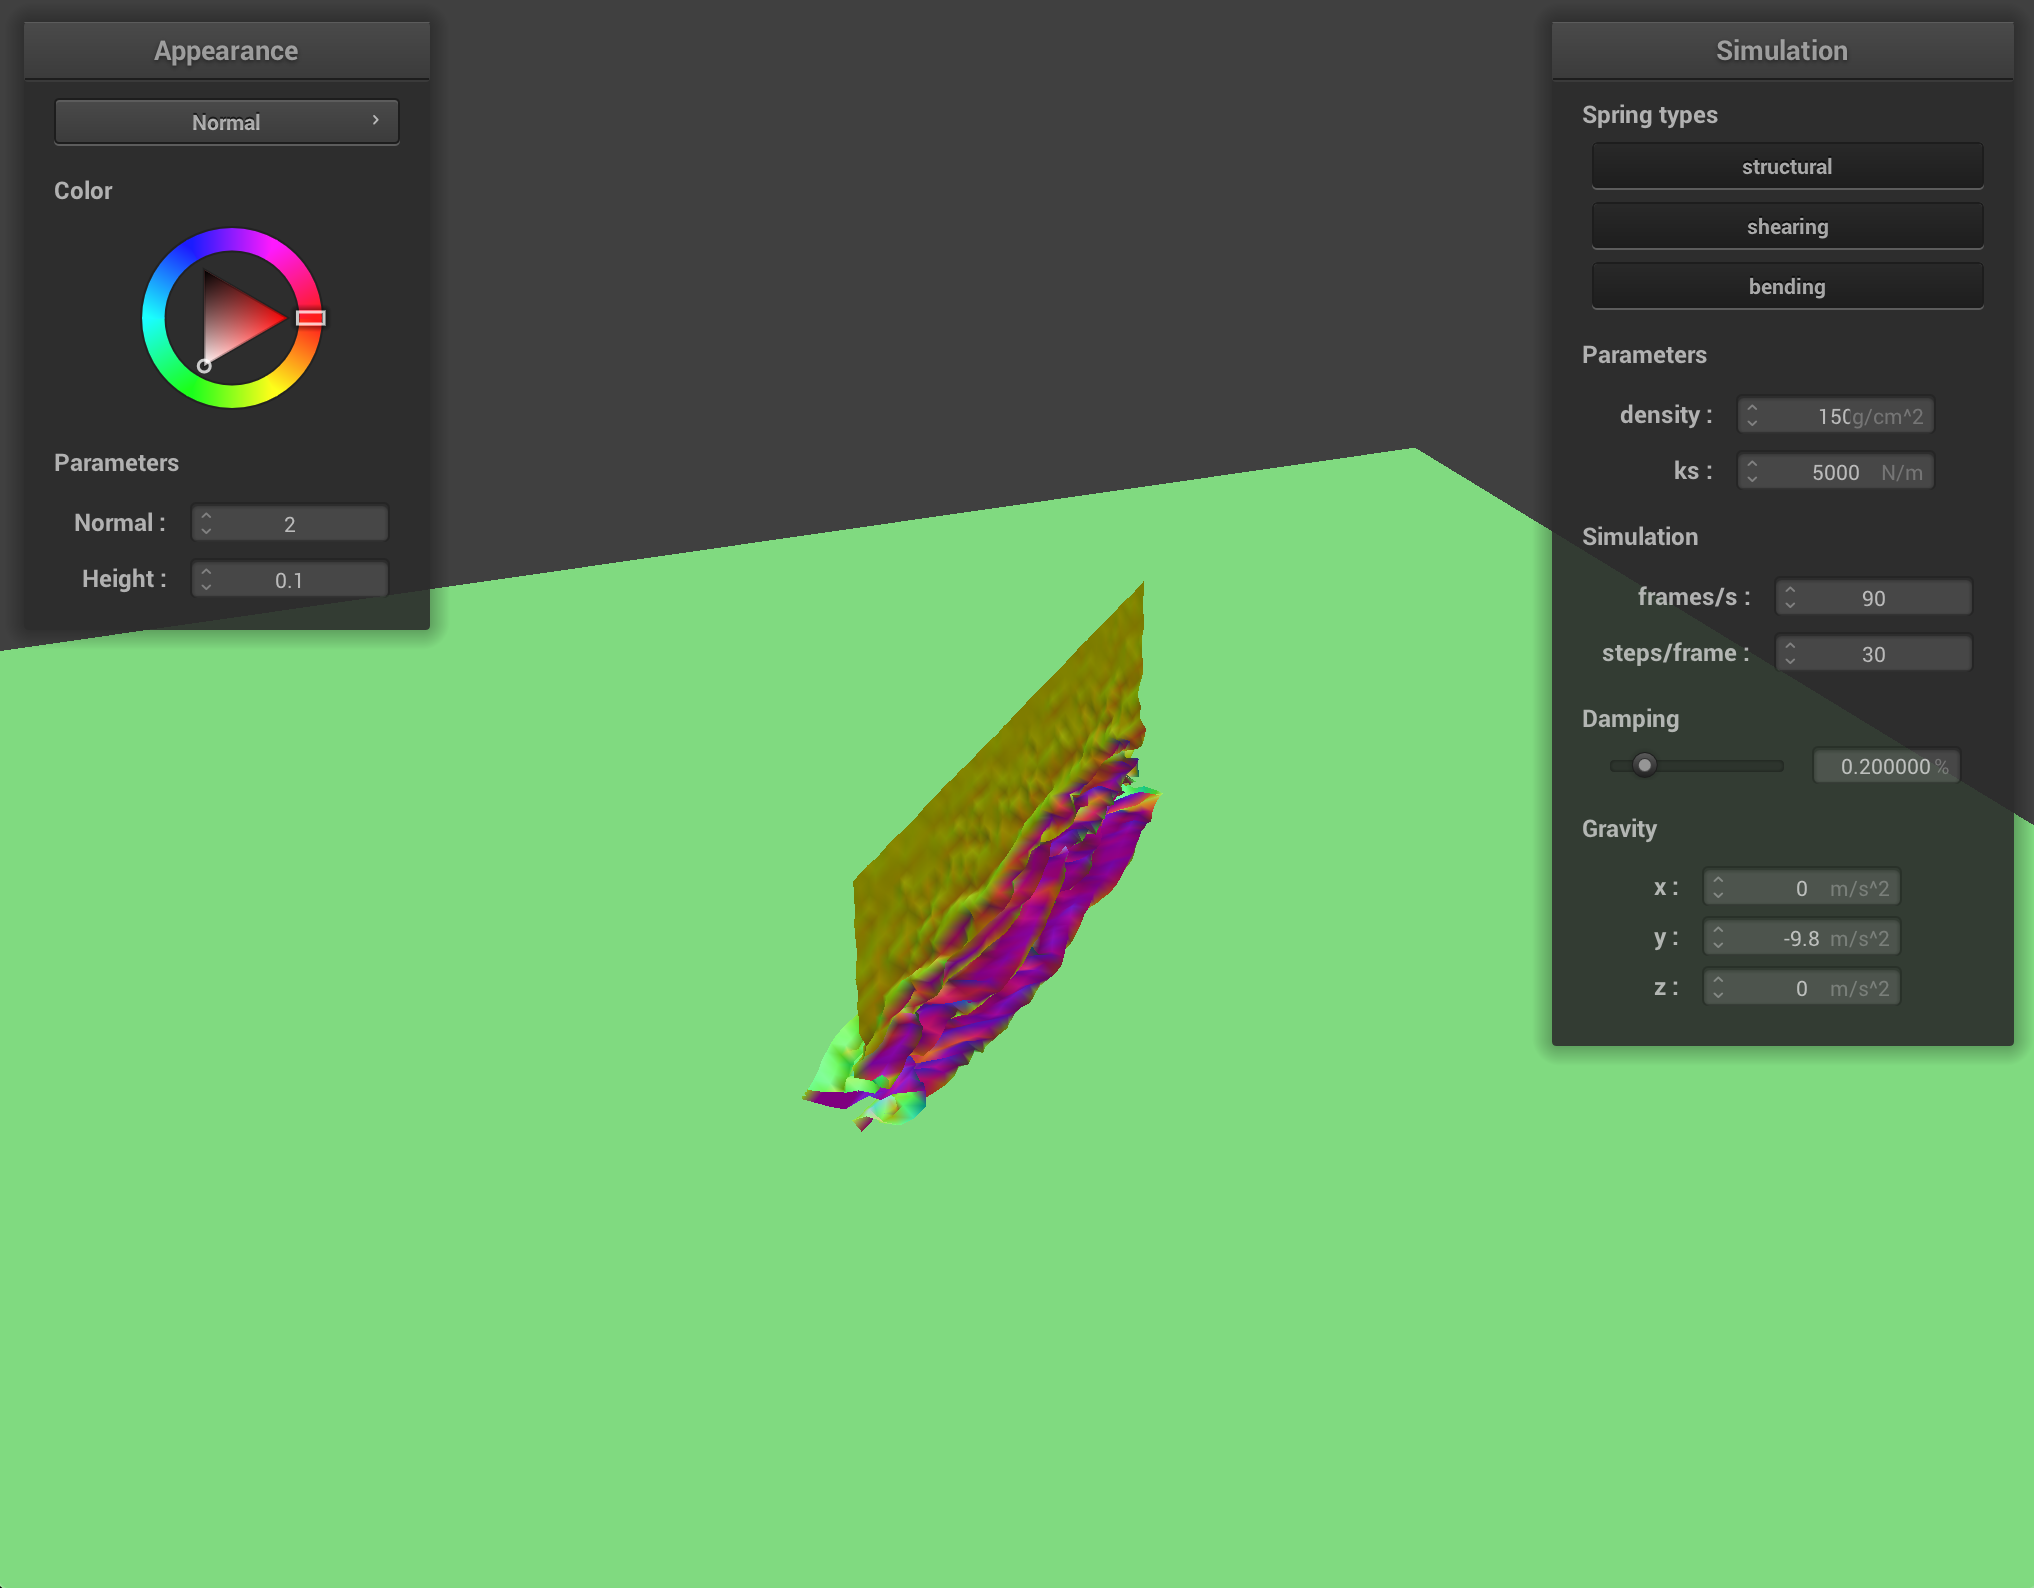 Appearance
Normal
Color
Parameters
Normal : 2
Height : 0.1
Simulation
Spring types
structural
shearing
bending
Parameters
density : 150 g/cm^2
ks : 5000 N/m
Simulation
frames/s : 90
steps/frame : 30
Damping
0.200000 %
Gravity
x : 0 m/s^2
y : -9.8 m/s^2
z : 0 m/s^2